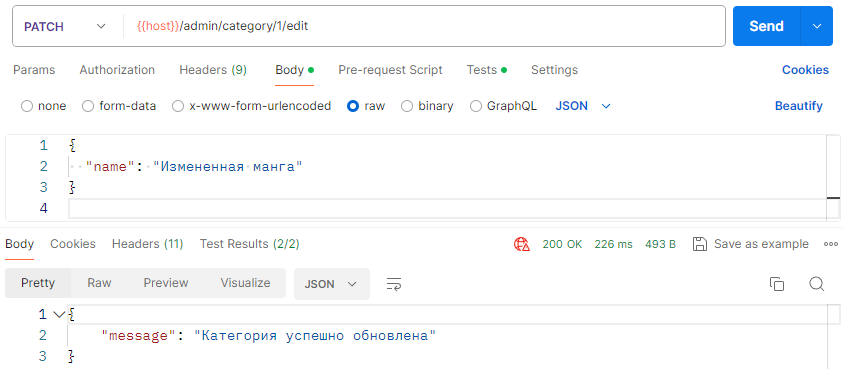 PATCH {{host}}/admin/category/1/edit Send
Params Authorization Headers (9) Body Pre-request Script Tests Settings Cookies
none form-data x-www-form-urlencoded raw binary GraphQL JSON Beautify
1 {
2 "name": "Измененная манга"
3 }
4
Body Cookies Headers (11) Test Results (2/2) 200 OK 226 ms 493 B Save as example
Pretty Raw Preview Visualize JSON
1 {
2 "message": "Категория успешно обновлена"
3 }